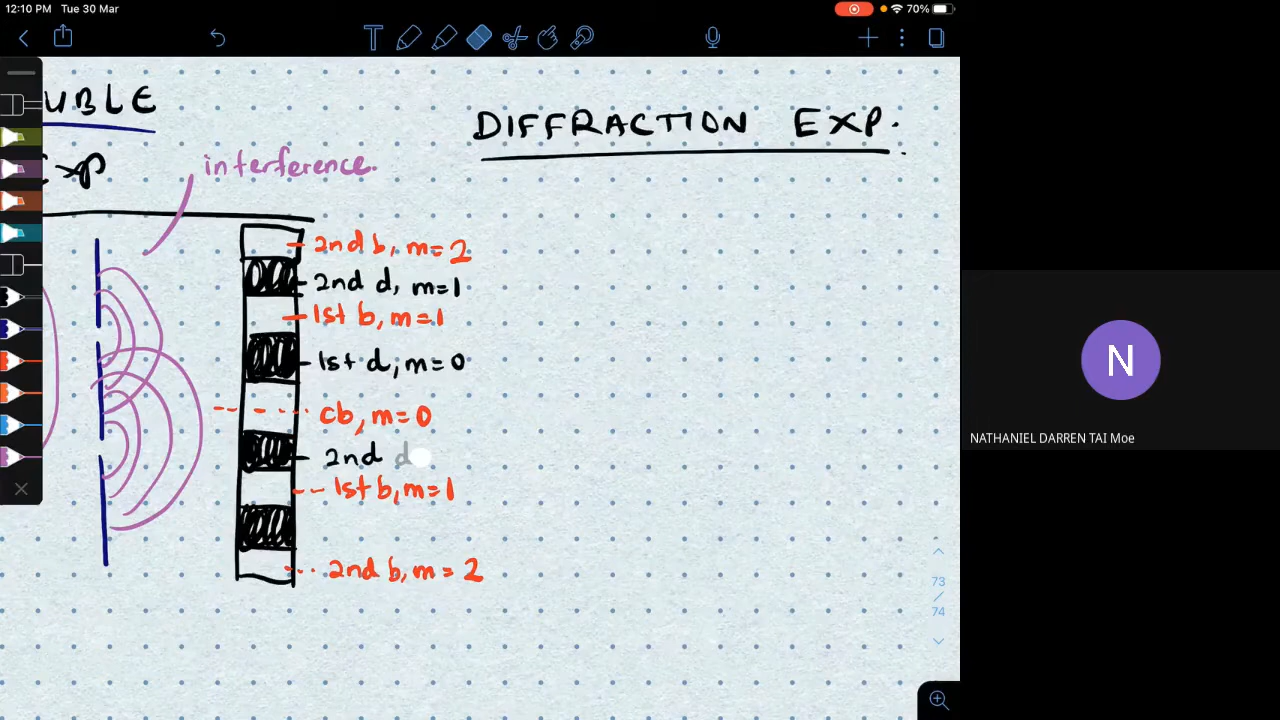 12:10 PM Tue 30 Mar
70%
UBLE
Exp
interference.
DIFFRACTION EXP.
2nd b, m=2
2nd d, m=1
1st b, m=1
1st d, m=0
cb, m=0
2nd d
1st b, m=1
2nd b, m=2
73
/
74
N
NATHANIEL DARREN TAI Moe